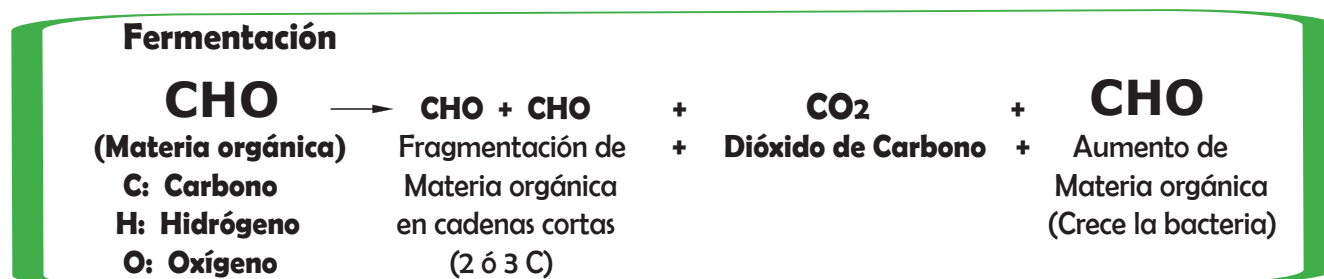 Fermentación
CHO → CHO + CHO + CO2 + CHO
(Materia orgánica) Fragmentación de + Dióxido de Carbono + Aumento de
C: Carbono Materia orgánica Materia orgánica
H: Hidrógeno en cadenas cortas (Crece la bacteria)
O: Oxígeno (2 ó 3 C)